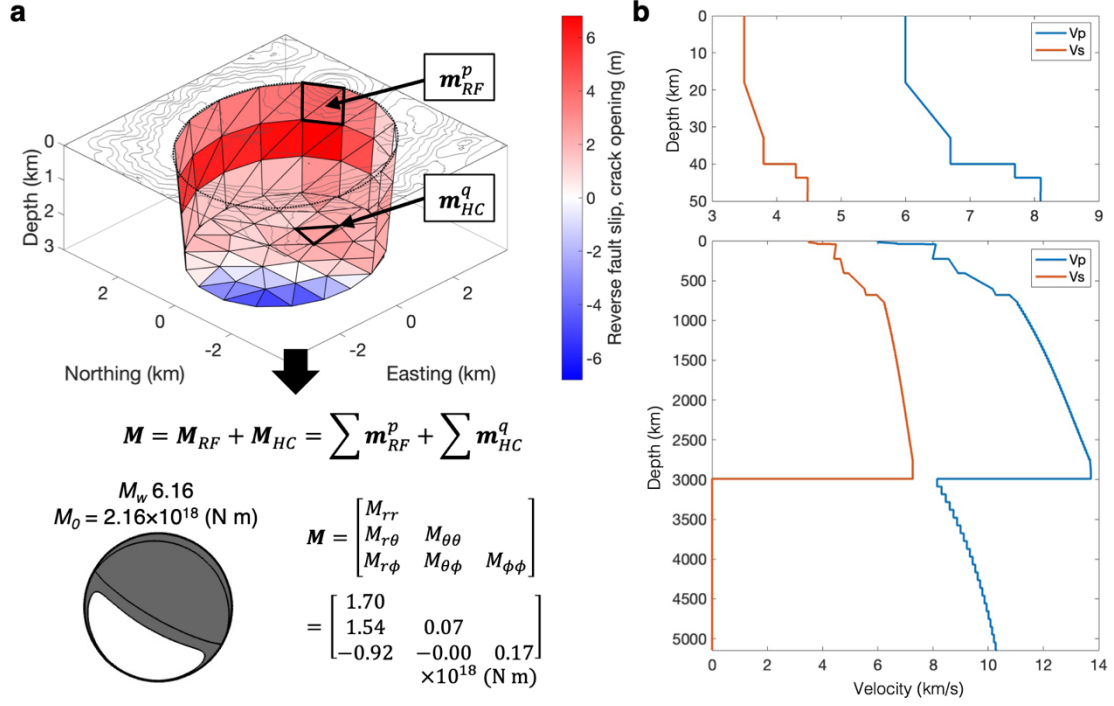 a
b
m_RF^p
m_HC^q
Depth (km)
0
1
2
3
2
0
-2
Northing (km)
-2
0
2
Easting (km)
6
4
2
0
-2
-4
-6
Reverse fault slip, crack opening (m)
M = M_RF + M_HC = ∑ m_RF^p + ∑ m_HC^q
M_w 6.16
M_0 = 2.16×10^18 (N m)
M = [M_rr
M_rθ M_θθ
M_rϕ M_θϕ M_ϕϕ]
= [1.70
1.54 0.07
−0.92 −0.00 0.17]
×10^18 (N m)
Vp
Vs
Depth (km)
0
10
20
30
40
50
3 4 5 6 7 8 9
Vp
Vs
Depth (km)
0
500
1000
1500
2000
2500
3000
3500
4000
4500
5000
0 2 4 6 8 10 12 14
Velocity (km/s)